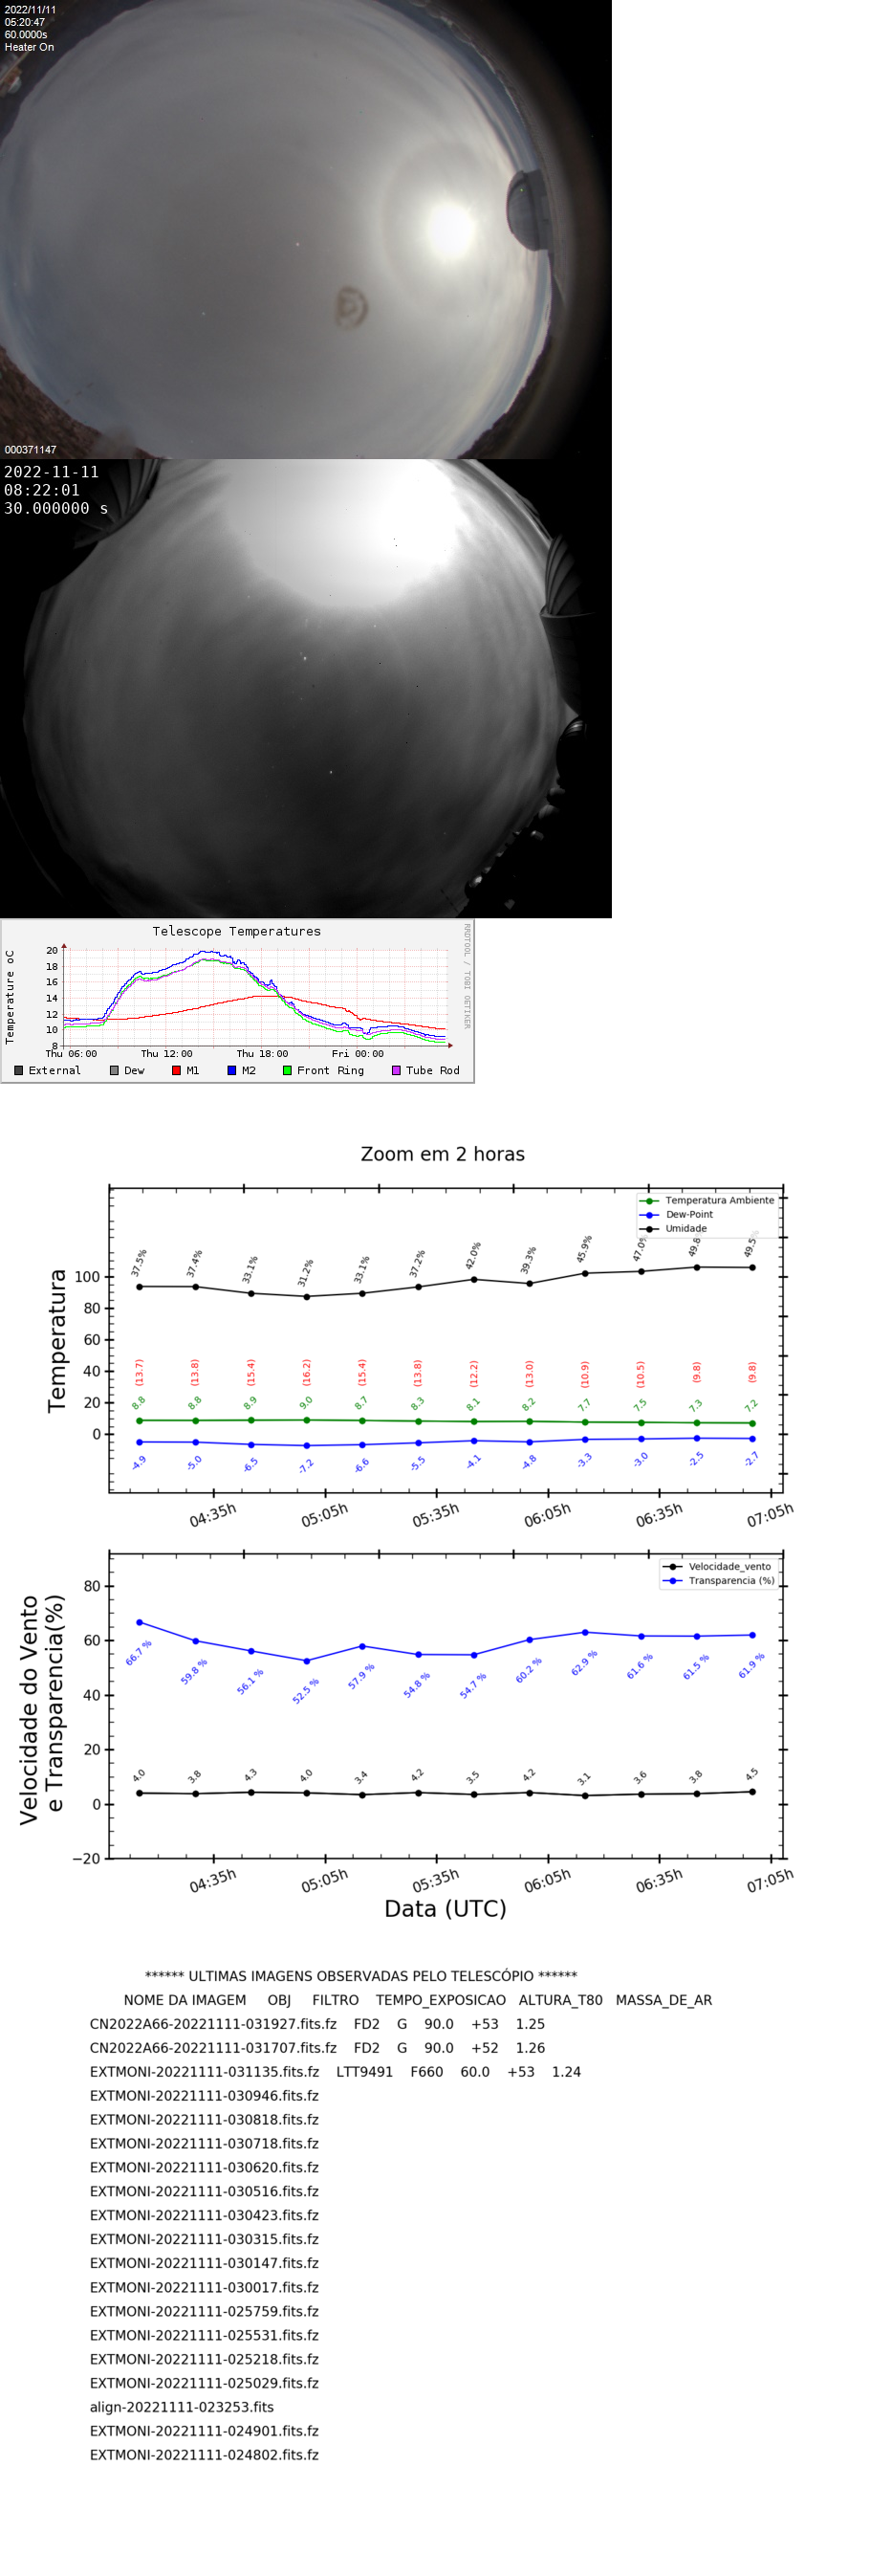 2022/11/11
05:20:47
60.0000s
Heater On
000371147
2022-11-11
08:22:01
30.000000 s
Telescope Temperatures
RRDTOOL / TOBI OETIKER
Temperature oC
20
18
16
14
12
10
8
Thu 06:00 Thu 12:00 Thu 18:00 Fri 00:00
External Dew M1 M2 Front Ring Tube Rod
Zoom em 2 horas
Temperatura Ambiente
Dew-Point
Umidade
Temperatura
37.5% 37.4% 33.1% 31.2% 33.1% 37.2% 42.0% 39.3% 45.9% 47.0% 49.8% 49.5%
100
80
60
40
20
0
(13.7) (13.8) (15.4) (16.2) (15.4) (13.8) (12.2) (13.0) (10.9) (10.5) (9.8) (9.8)
8.8 8.8 8.9 9.0 8.7 8.3 8.1 8.2 7.7 7.5 7.3 7.2
-4.9 -5.0 -6.5 -7.2 -6.6 -5.5 -4.1 -4.8 -3.3 -3.0 -2.5 -2.7
04:35h 05:05h 05:35h 06:05h 06:35h 07:05h
Velocidade_vento
Transparencia (%)
Velocidade do Vento
e Transparencia(%)
80
60
40
20
0
−20
66.7 % 59.8 % 56.1 % 52.5 % 57.9 % 54.8 % 54.7 % 60.2 % 62.9 % 61.6 % 61.5 % 61.9 %
4.0 3.8 4.3 4.0 3.4 4.2 3.5 4.2 3.1 3.6 3.8 4.5
04:35h 05:05h 05:35h 06:05h 06:35h 07:05h
Data (UTC)
****** ULTIMAS IMAGENS OBSERVADAS PELO TELESCÓPIO ******
NOME DA IMAGEM OBJ FILTRO TEMPO_EXPOSICAO ALTURA_T80 MASSA_DE_AR
CN2022A66-20221111-031927.fits.fz FD2 G 90.0 +53 1.25
CN2022A66-20221111-031707.fits.fz FD2 G 90.0 +52 1.26
EXTMONI-20221111-031135.fits.fz LTT9491 F660 60.0 +53 1.24
EXTMONI-20221111-030946.fits.fz
EXTMONI-20221111-030818.fits.fz
EXTMONI-20221111-030718.fits.fz
EXTMONI-20221111-030620.fits.fz
EXTMONI-20221111-030516.fits.fz
EXTMONI-20221111-030423.fits.fz
EXTMONI-20221111-030315.fits.fz
EXTMONI-20221111-030147.fits.fz
EXTMONI-20221111-030017.fits.fz
EXTMONI-20221111-025759.fits.fz
EXTMONI-20221111-025531.fits.fz
EXTMONI-20221111-025218.fits.fz
EXTMONI-20221111-025029.fits.fz
align-20221111-023253.fits
EXTMONI-20221111-024901.fits.fz
EXTMONI-20221111-024802.fits.fz